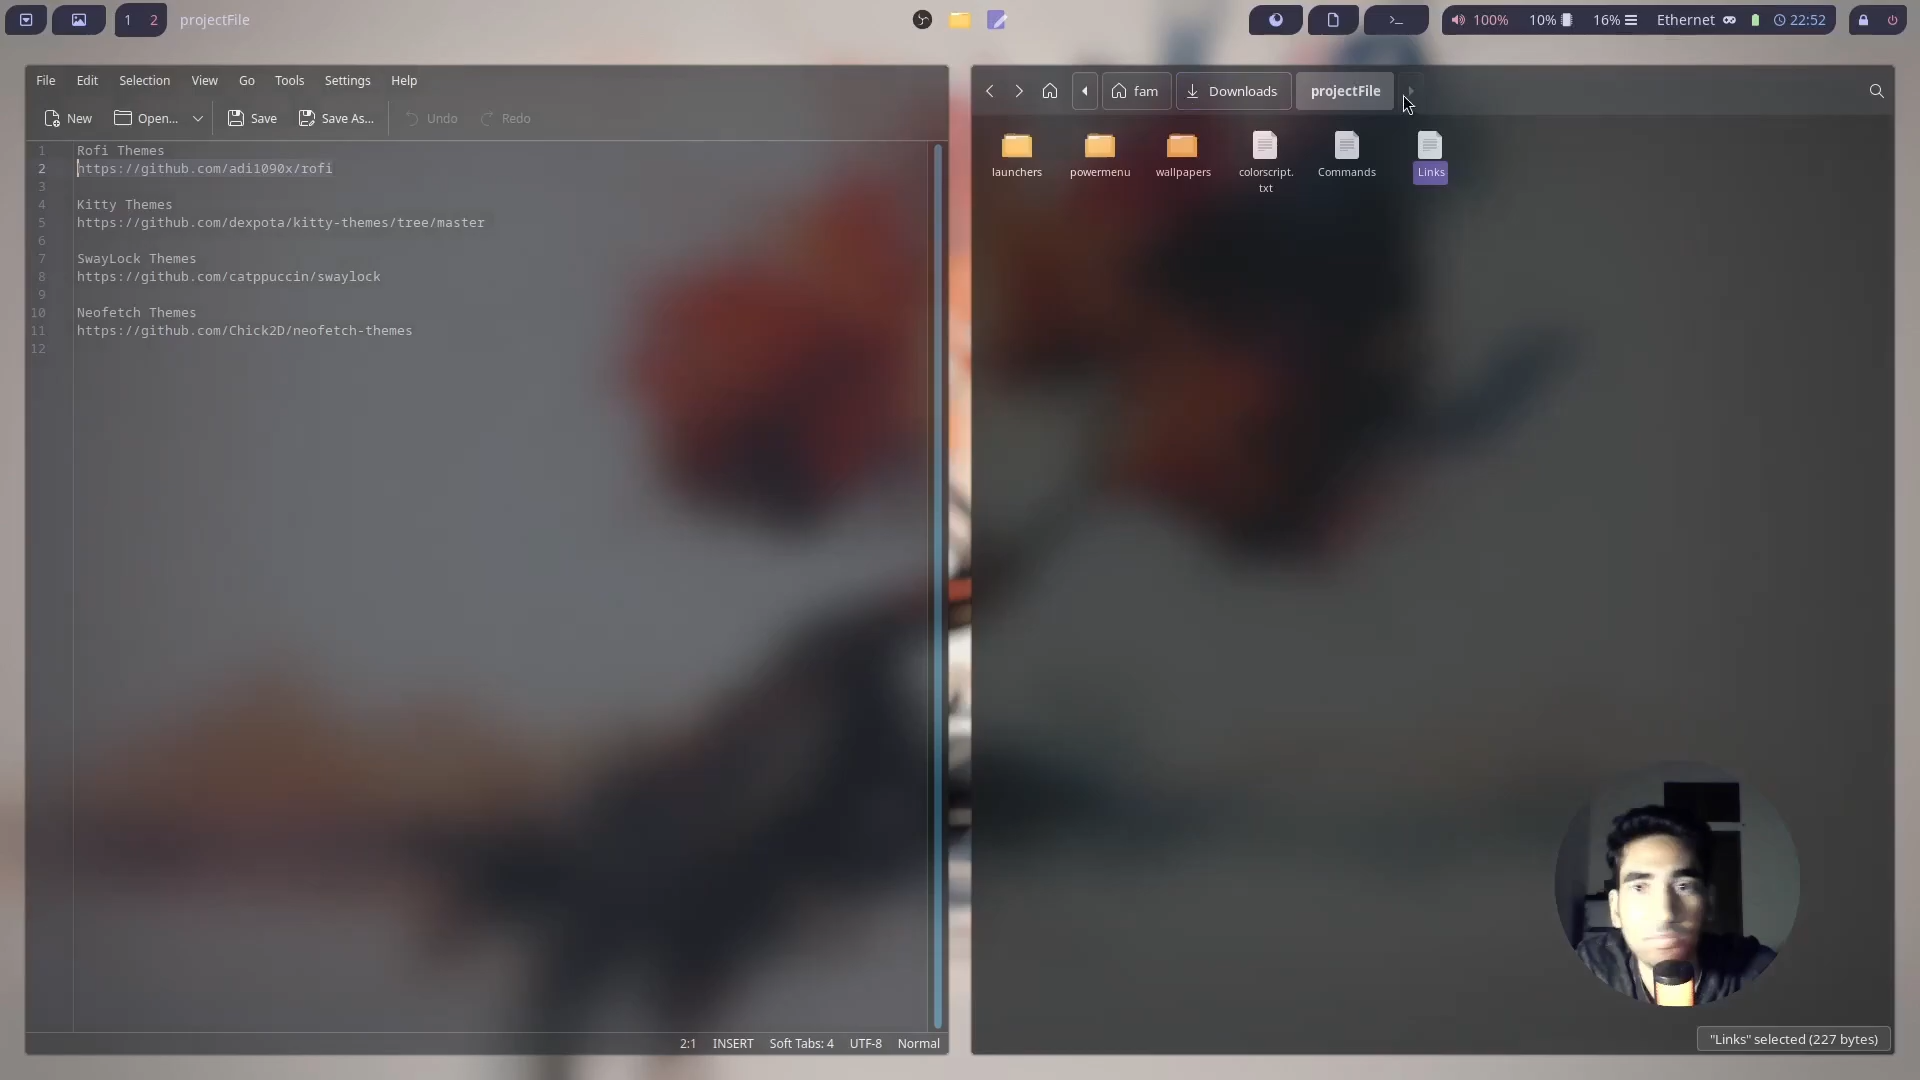 1 2 projectFile
100% 10% 16% Ethernet 22:52
File Edit Selection View Go Tools Settings Help
New Open... Save Save As... Undo Redo
1 Rofi Themes
2 https://github.com/adi1090x/rofi
3
4 Kitty Themes
5 https://github.com/dexpota/kitty-themes/tree/master
6
7 SwayLock Themes
8 https://github.com/catppuccin/swaylock
9
10 Neofetch Themes
11 https://github.com/Chick2D/neofetch-themes
12
2:1 INSERT Soft Tabs: 4 UTF-8 Normal
fam Downloads projectFile
launchers powermenu wallpapers colorscript.txt Commands Links
"Links" selected (227 bytes)